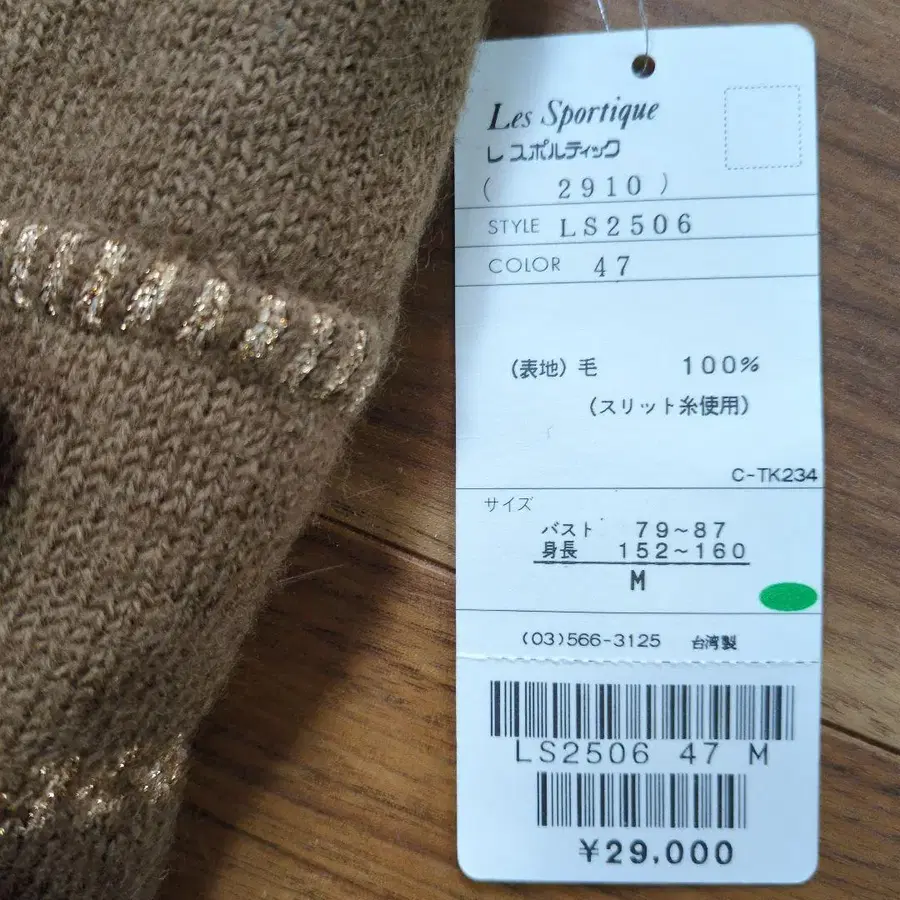 Les Sportique
レ スポルティック
( 2910 )
STYLE LS2506
COLOR 47
(表地) 毛 100%
(スリット糸使用)
C-TK234
サイズ
バスト 79~87
身長 152~160
M
(03)566-3125 台湾製
LS2506 47 M
¥29,000